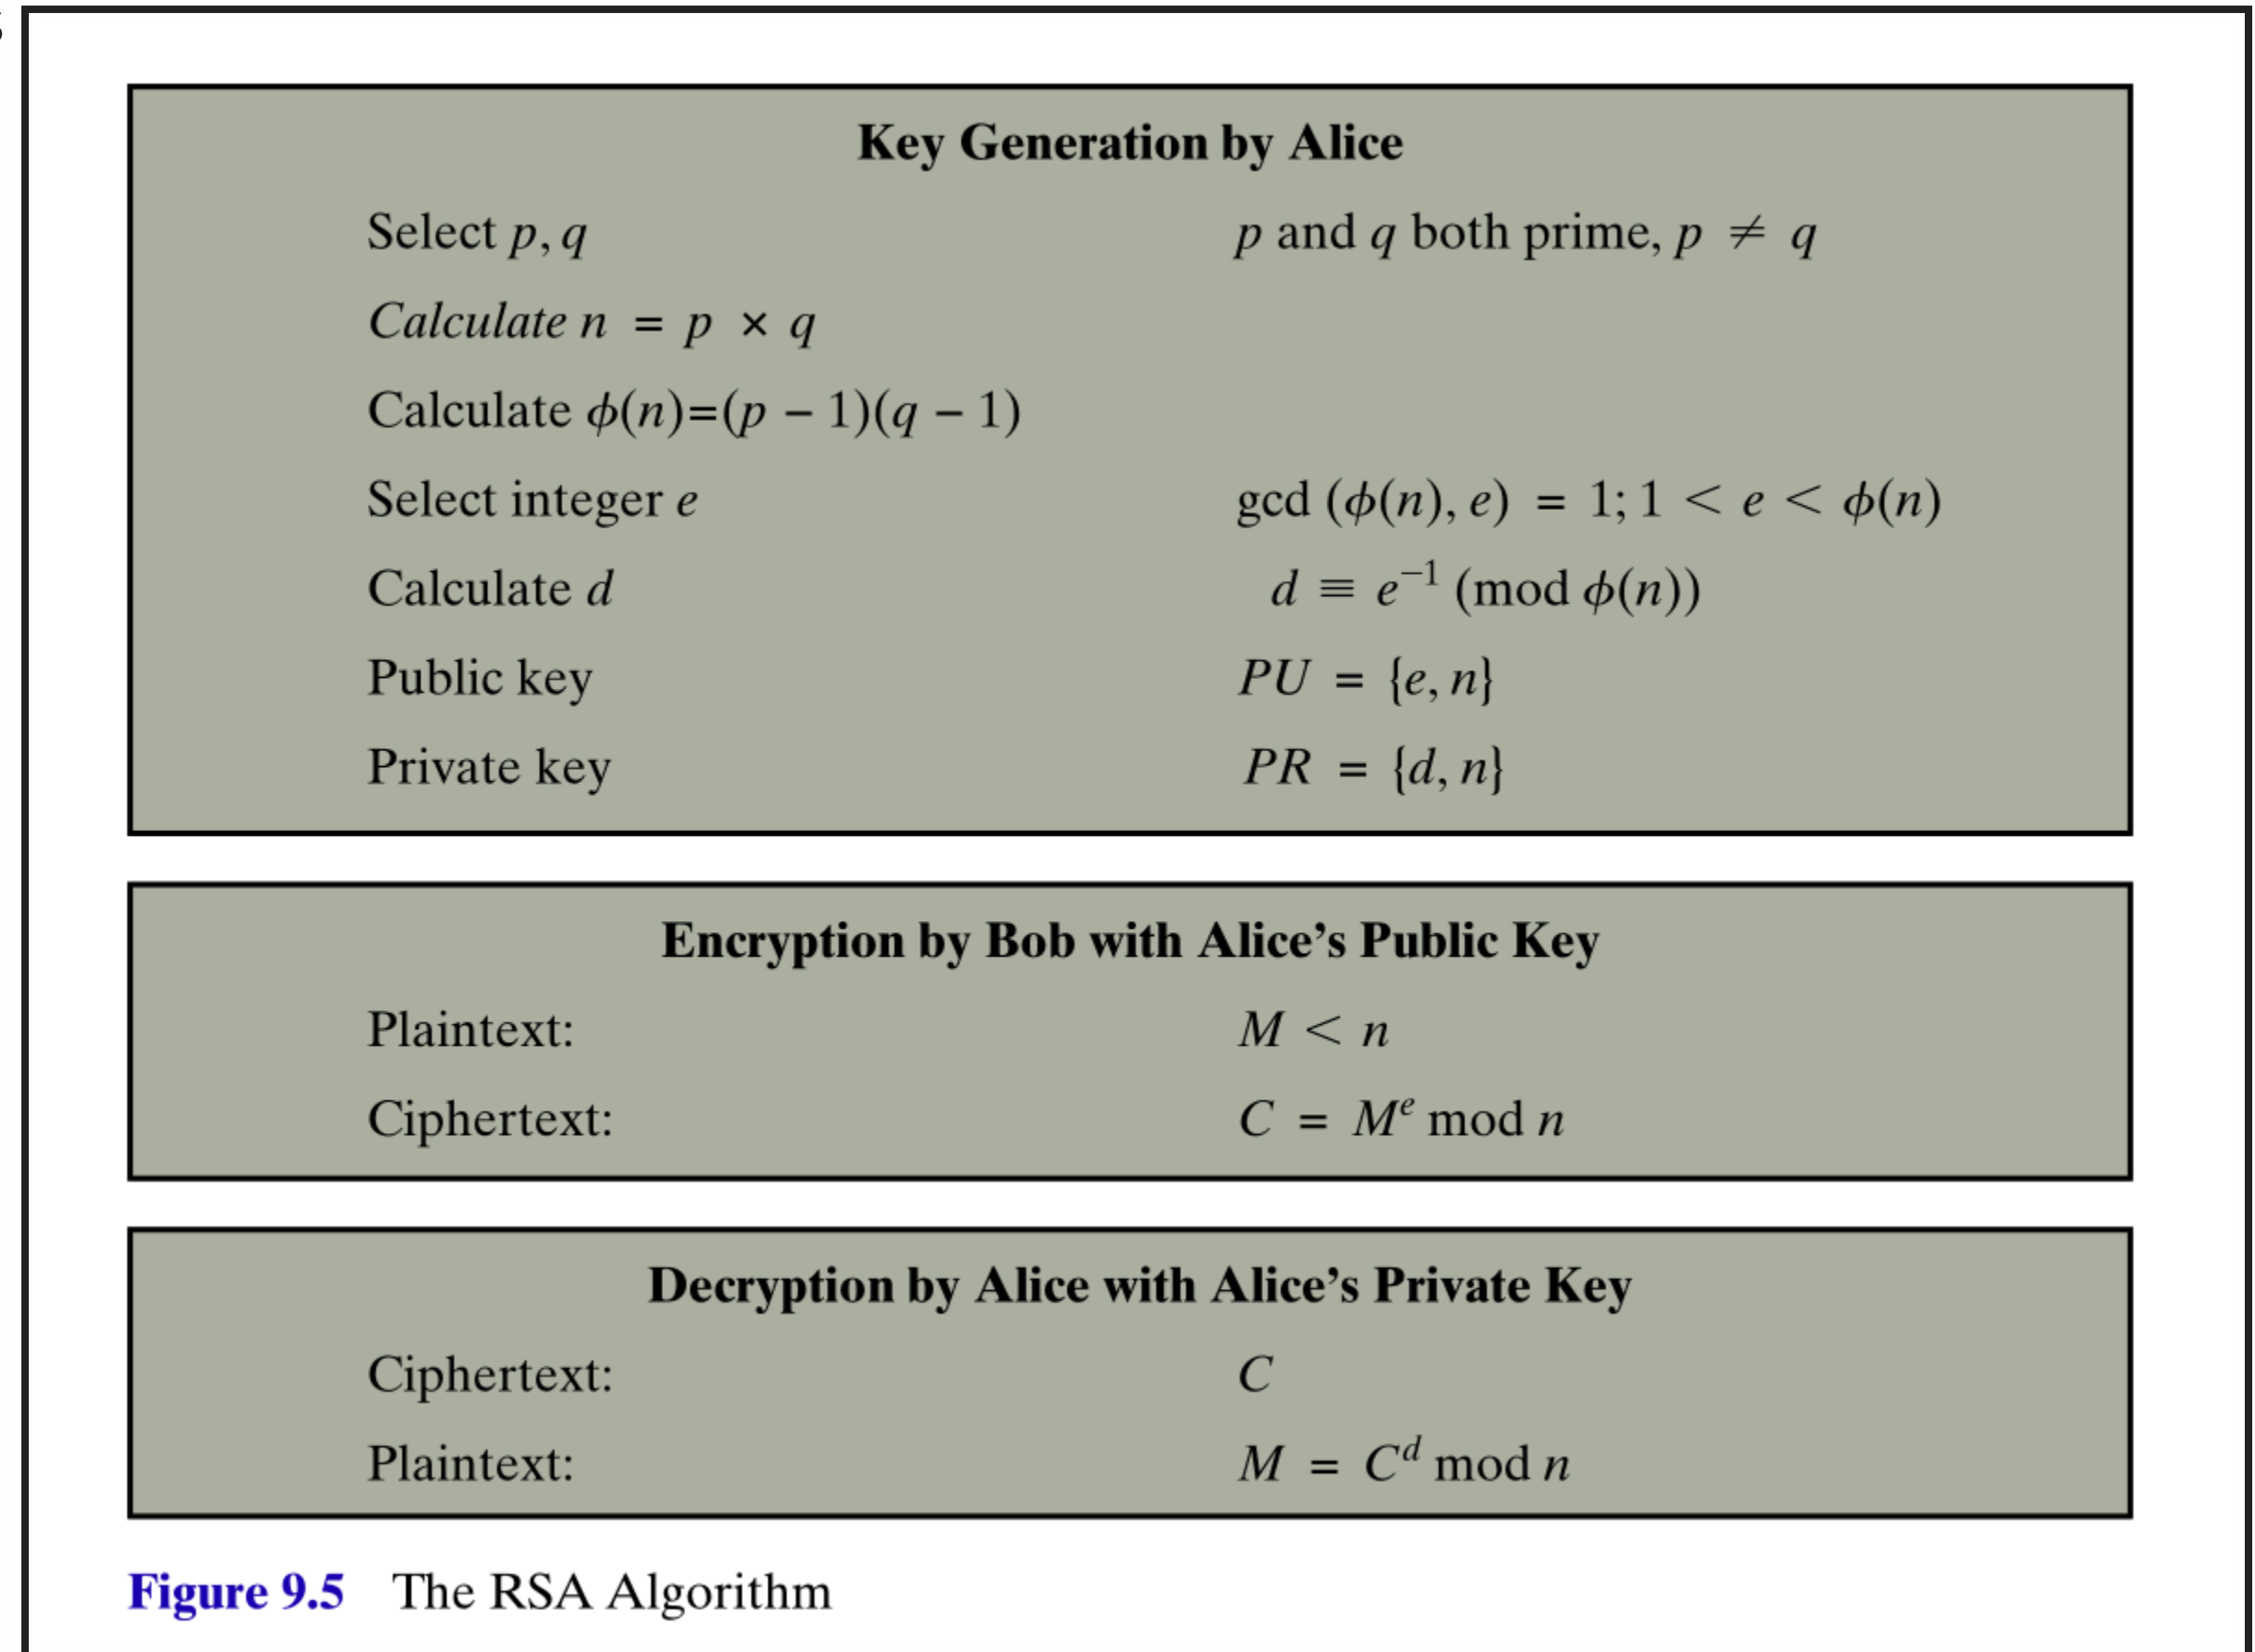 Key Generation by Alice
Select p, q p and q both prime, p ≠ q
Calculate n = p × q
Calculate ϕ(n)=(p − 1)(q − 1)
Select integer e gcd (ϕ(n), e) = 1; 1 < e < ϕ(n)
Calculate d d ≡ e⁻¹ (mod ϕ(n))
Public key PU = {e, n}
Private key PR = {d, n}
Encryption by Bob with Alice’s Public Key
Plaintext: M < n
Ciphertext: C = Mᵉ mod n
Decryption by Alice with Alice’s Private Key
Ciphertext: C
Plaintext: M = Cᵈ mod n
Figure 9.5 The RSA Algorithm